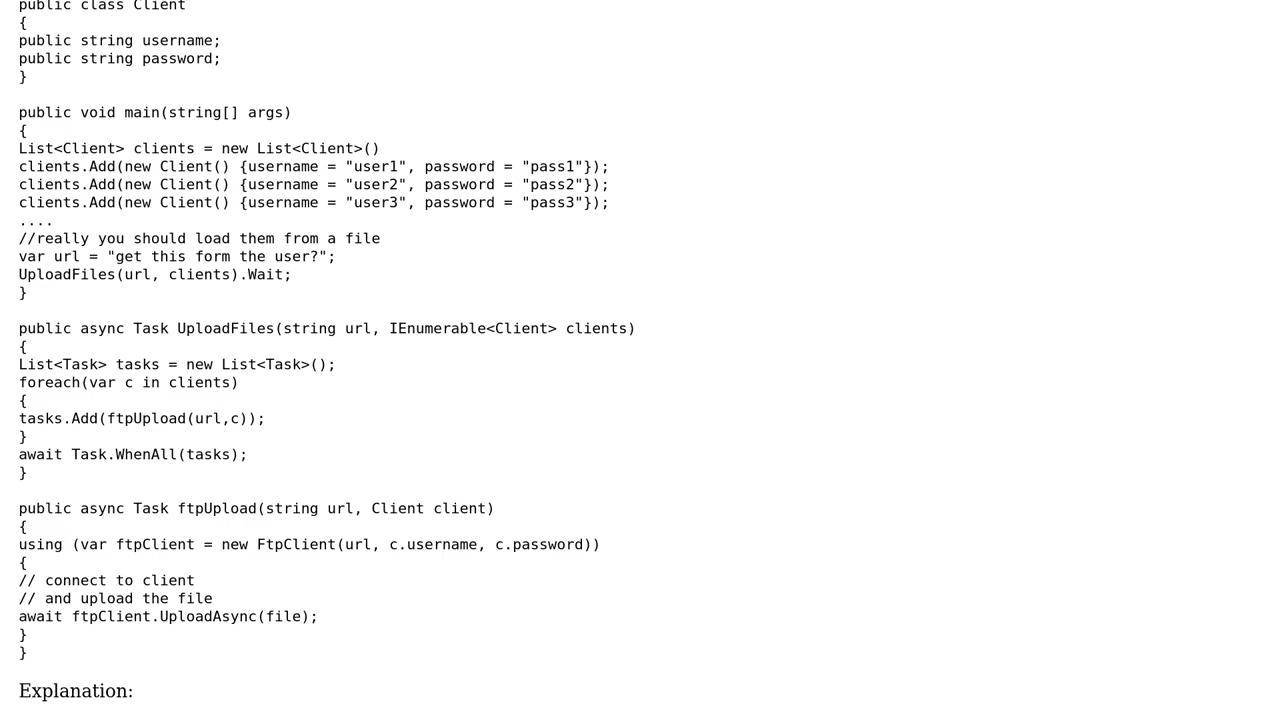 public class Client
{
public string username;
public string password;
}
public void main(string[] args)
{
List<Client> clients = new List<Client>()
clients.Add(new Client() {username = "user1", password = "pass1"});
clients.Add(new Client() {username = "user2", password = "pass2"});
clients.Add(new Client() {username = "user3", password = "pass3"});
....
//really you should load them from a file
var url = "get this form the user?";
UploadFiles(url, clients).Wait;
}
public async Task UploadFiles(string url, IEnumerable<Client> clients)
{
List<Task> tasks = new List<Task>();
foreach(var c in clients)
{
tasks.Add(ftpUpload(url,c));
}
await Task.WhenAll(tasks);
}
public async Task ftpUpload(string url, Client client)
{
using (var ftpClient = new FtpClient(url, c.username, c.password))
{
// connect to client
// and upload the file
await ftpClient.UploadAsync(file);
}
}
Explanation: